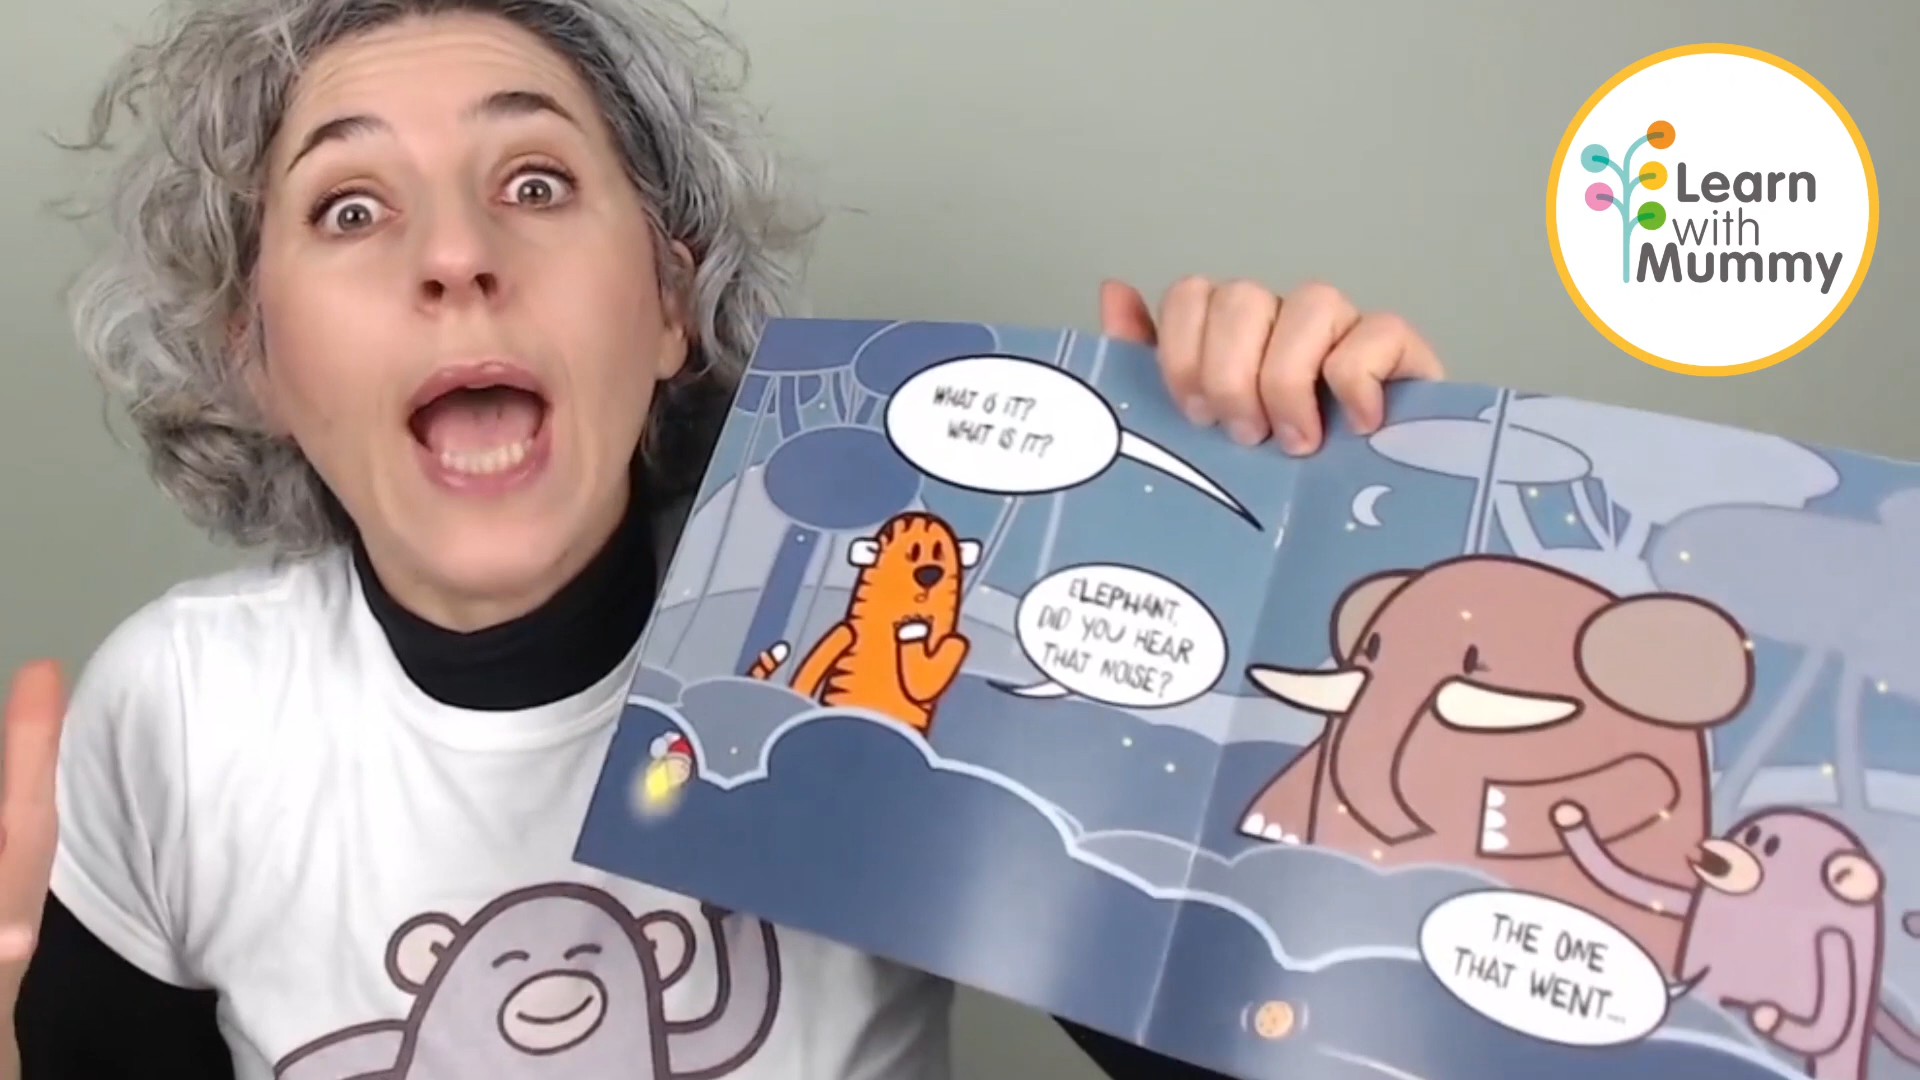 WHAT IS IT?
WHAT IS IT?
ELEPHANT,
DID YOU HEAR
THAT NOISE?
THE ONE
THAT WENT...
Learn
with
Mummy